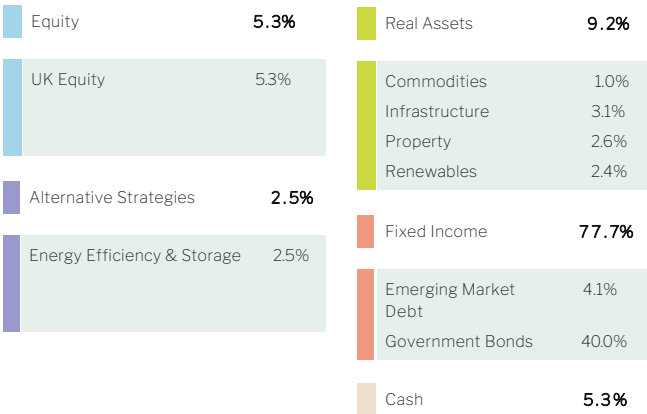 Equity 5.3%
UK Equity 5.3%
Alternative Strategies 2.5%
Energy Efficiency & Storage 2.5%
Real Assets 9.2%
Commodities 1.0%
Infrastructure 3.1%
Property 2.6%
Renewables 2.4%
Fixed Income 77.7%
Emerging Market 4.1%
Debt
Government Bonds 40.0%
Cash 5.3%